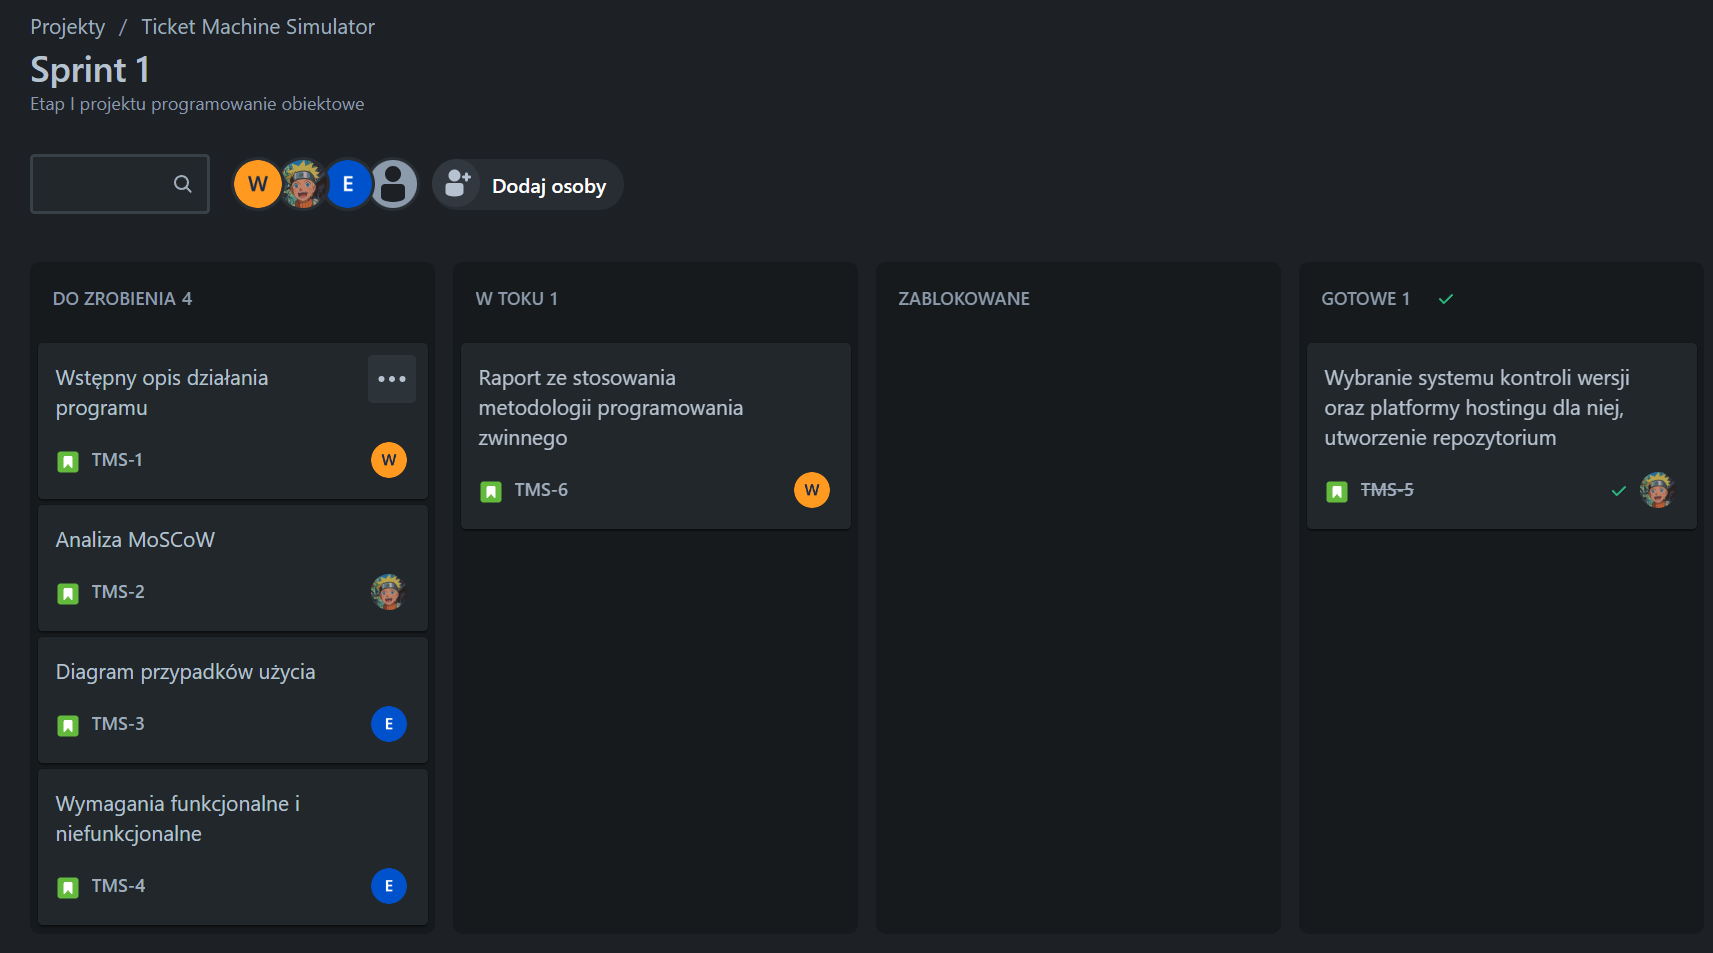 Projekty / Ticket Machine Simulator
Sprint 1
Etap I projektu programowanie obiektowe
W
E
Dodaj osoby
DO ZROBIENIA 4
Wstępny opis działania
programu
TMS-1
W
Analiza MoSCoW
TMS-2
Diagram przypadków użycia
TMS-3
E
Wymagania funkcjonalne i
niefunkcjonalne
TMS-4
E
W TOKU 1
Raport ze stosowania
metodologii programowania
zwinnego
TMS-6
W
ZABLOKOWANE
GOTOWE 1
Wybranie systemu kontroli wersji
oraz platformy hostingu dla niej,
utworzenie repozytorium
TMS-5